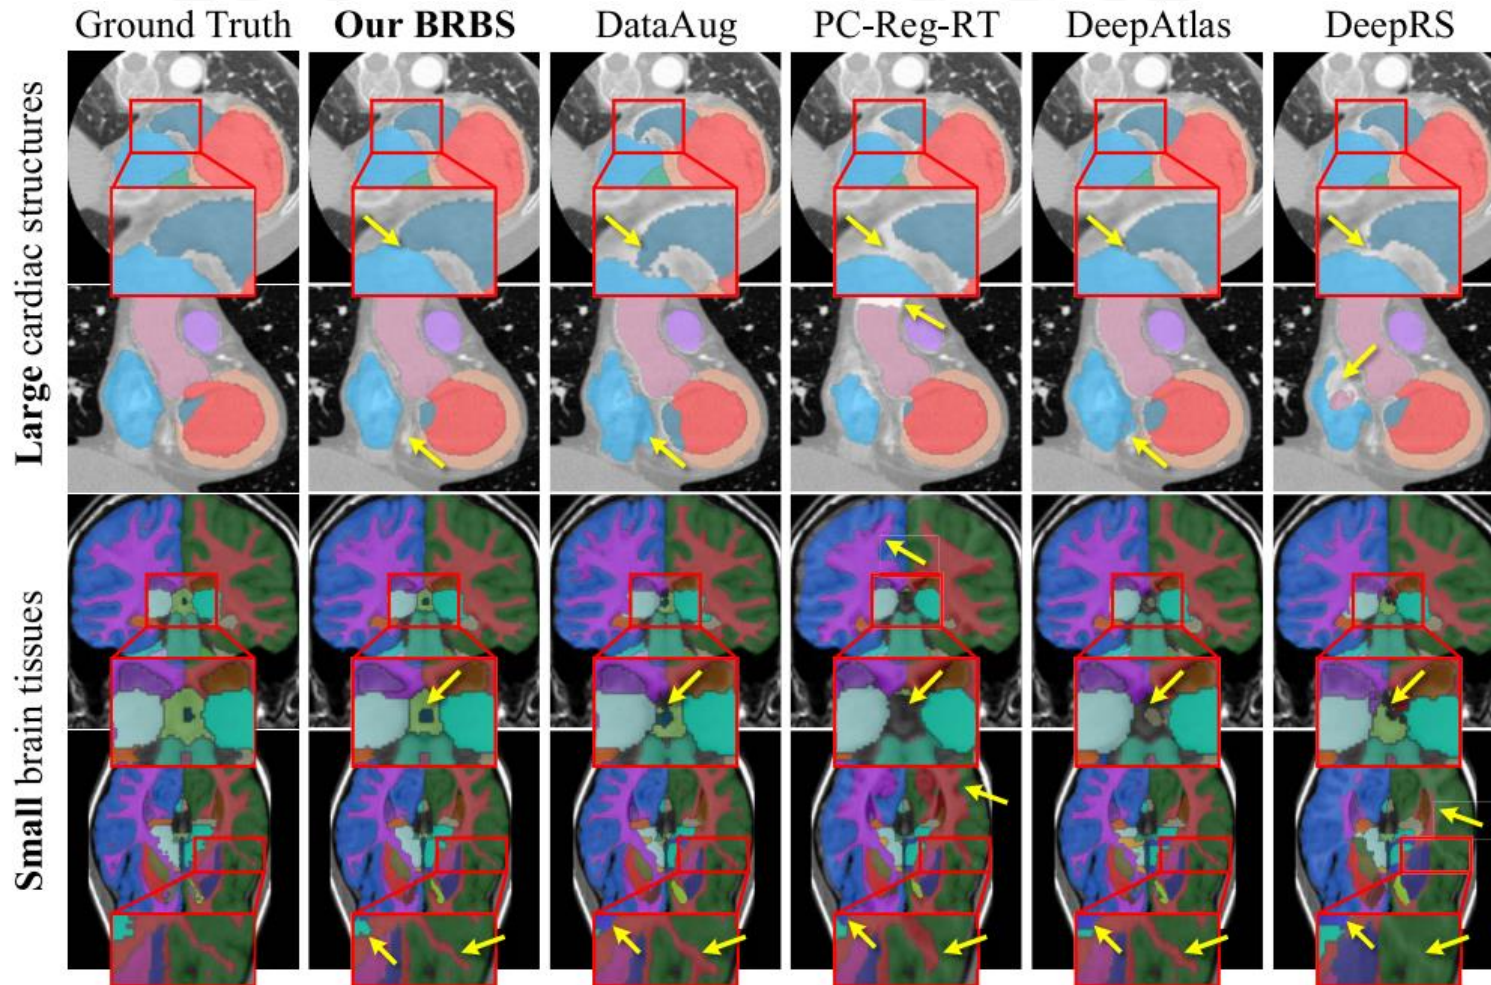 Ground Truth
Our BRBS
DataAug
PC-Reg-RT
DeepAtlas
DeepRS
Large cardiac structures
Small brain tissues